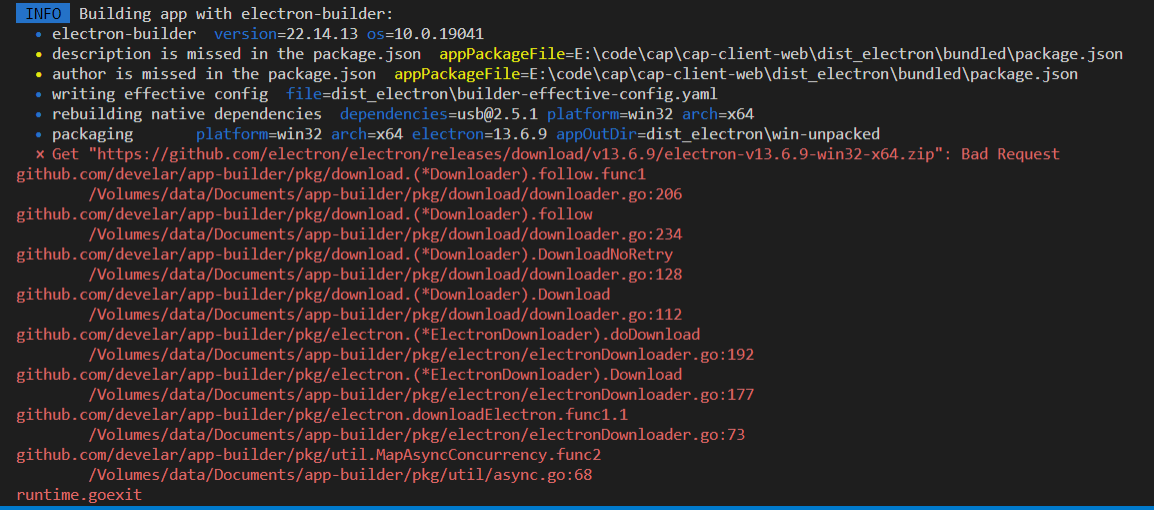 INFO Building app with electron-builder:
• electron-builder version=22.14.13 os=10.0.19041
• description is missed in the package.json appPackageFile=E:\code\cap\cap-client-web\dist_electron\bundled\package.json
• author is missed in the package.json appPackageFile=E:\code\cap\cap-client-web\dist_electron\bundled\package.json
• writing effective config file=dist_electron\builder-effective-config.yaml
• rebuilding native dependencies dependencies=usb@2.5.1 platform=win32 arch=x64
• packaging platform=win32 arch=x64 electron=13.6.9 appOutDir=dist_electron\win-unpacked
⨯ Get "https://github.com/electron/electron/releases/download/v13.6.9/electron-v13.6.9-win32-x64.zip": Bad Request
github.com/develar/app-builder/pkg/download.(*Downloader).follow.func1
/Volumes/data/Documents/app-builder/pkg/download/downloader.go:206
github.com/develar/app-builder/pkg/download.(*Downloader).follow
/Volumes/data/Documents/app-builder/pkg/download/downloader.go:234
github.com/develar/app-builder/pkg/download.(*Downloader).DownloadNoRetry
/Volumes/data/Documents/app-builder/pkg/download/downloader.go:128
github.com/develar/app-builder/pkg/download.(*Downloader).Download
/Volumes/data/Documents/app-builder/pkg/download/downloader.go:112
github.com/develar/app-builder/pkg/electron.(*ElectronDownloader).doDownload
/Volumes/data/Documents/app-builder/pkg/electron/electronDownloader.go:192
github.com/develar/app-builder/pkg/electron.(*ElectronDownloader).Download
/Volumes/data/Documents/app-builder/pkg/electron/electronDownloader.go:177
github.com/develar/app-builder/pkg/electron.downloadElectron.func1.1
/Volumes/data/Documents/app-builder/pkg/electron/electronDownloader.go:73
github.com/develar/app-builder/pkg/util.MapAsyncConcurrency.func2
/Volumes/data/Documents/app-builder/pkg/util/async.go:68
runtime.goexit